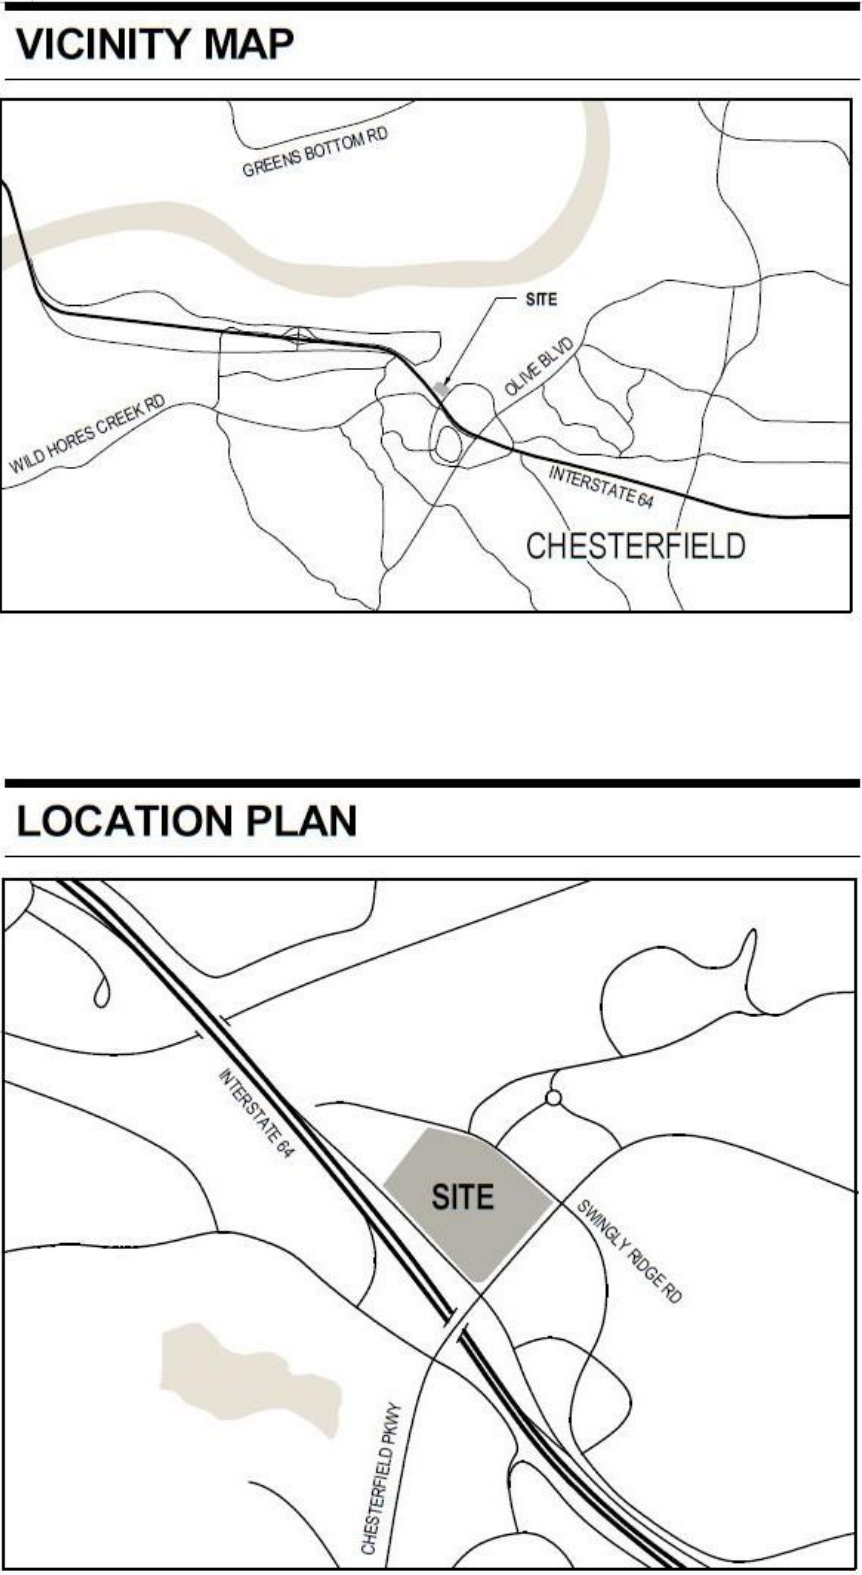 VICINITY MAP
GREENS BOTTOM RD
SITE
OLIVE BLVD
WILD HORES CREEK RD
INTERSTATE 64
CHESTERFIELD
LOCATION PLAN
INTERSTATE 64
SITE
SWINGLY RIDGE RD
CHESTERFIELD PKWY